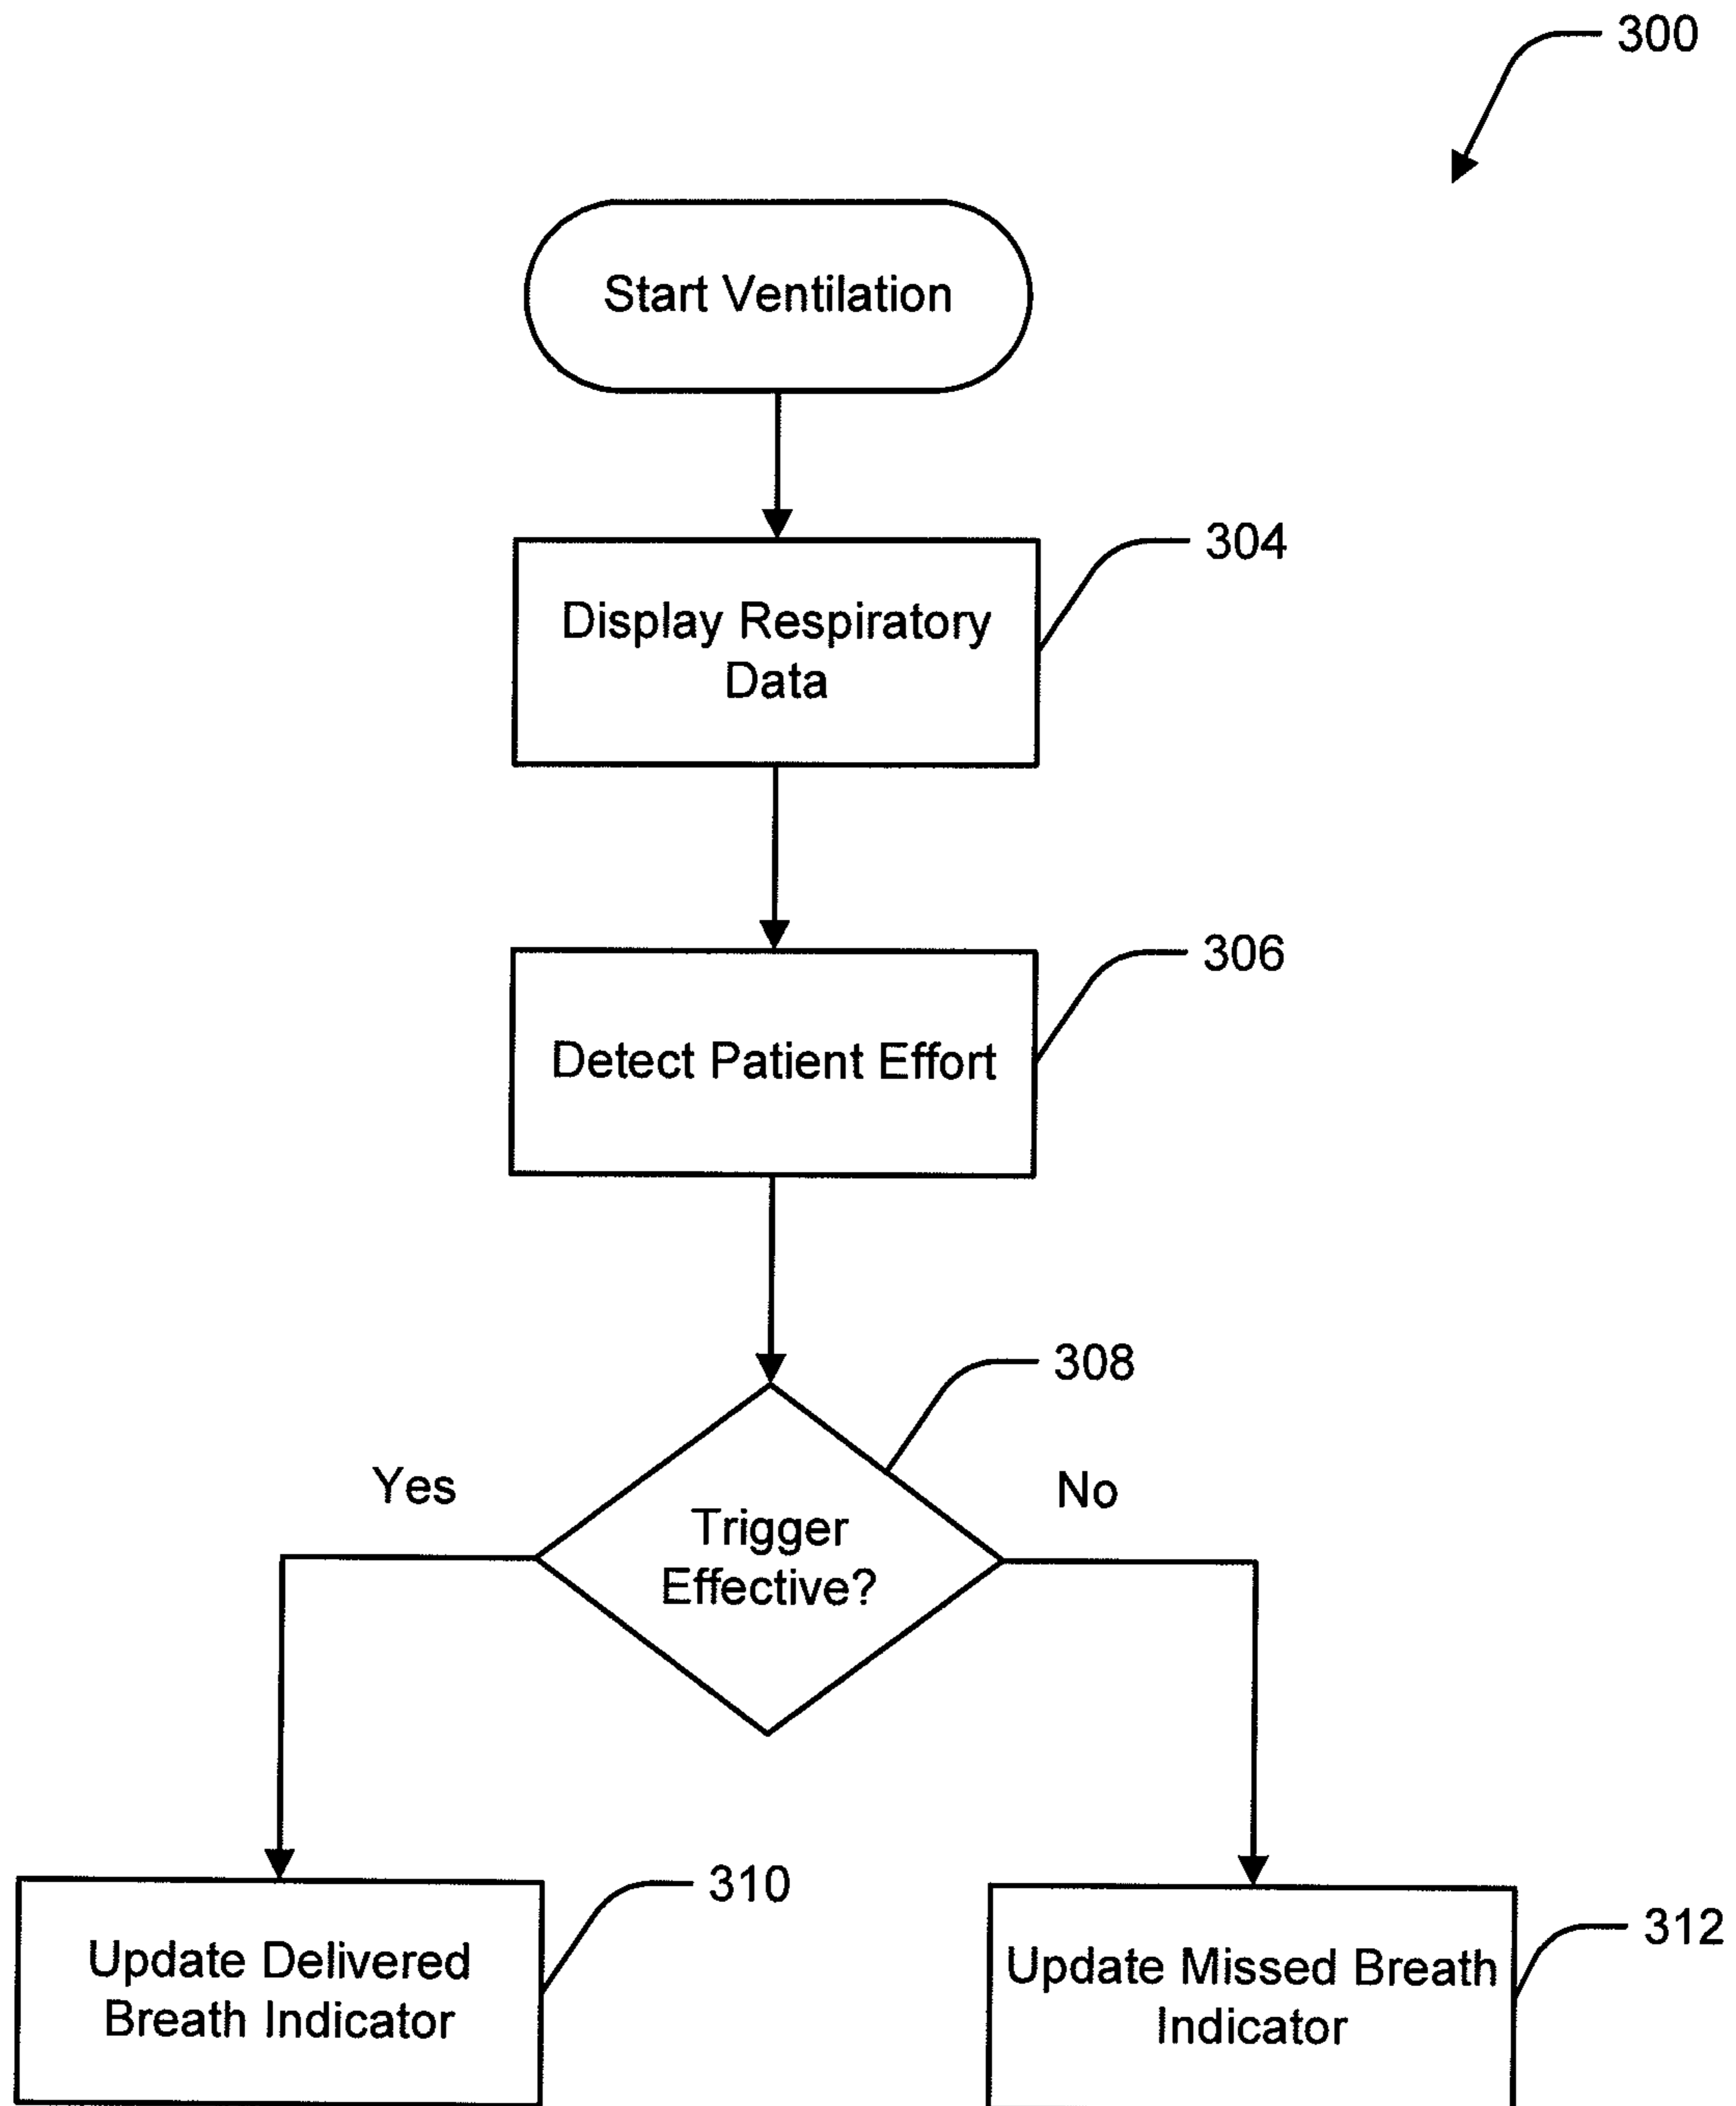 300
Start Ventilation
304
Display Respiratory
Data
306
Detect Patient Effort
308
Yes
No
Trigger
Effective?
310
Update Delivered
Breath Indicator
312
Update Missed Breath
Indicator